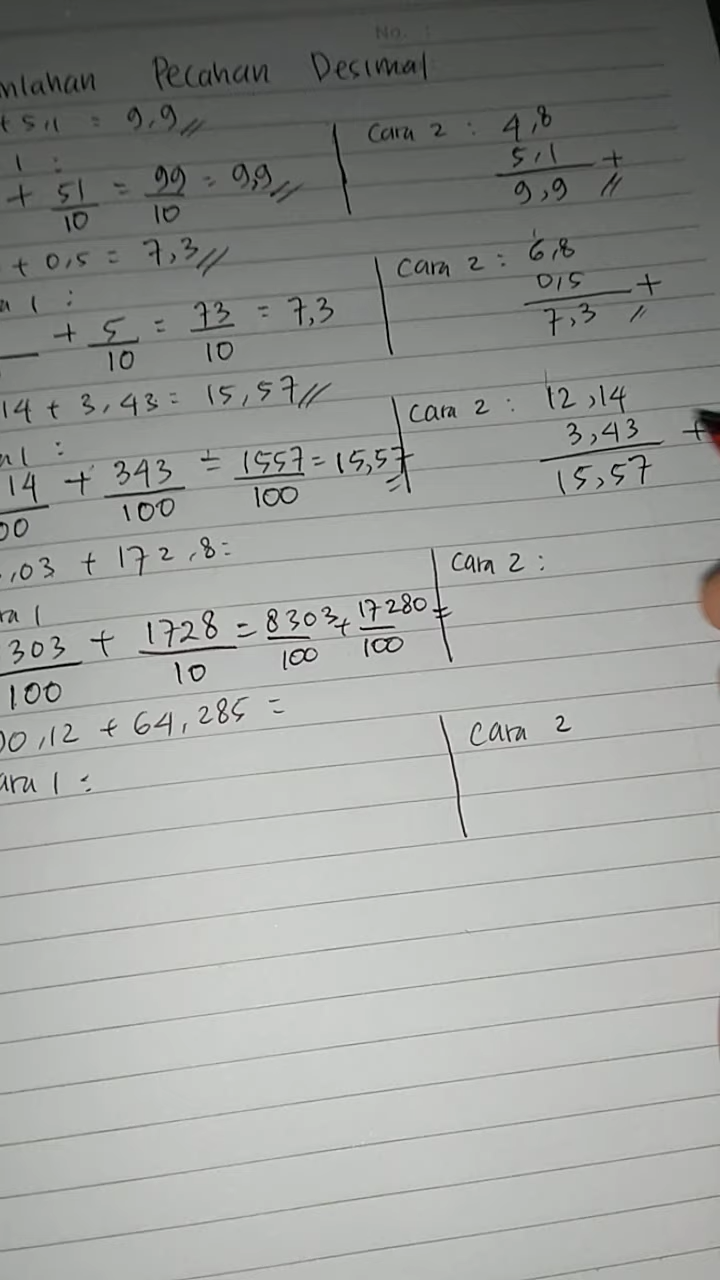 No. :
Pecahan Desimal
+ 5,1 = 9,9 //
1 :
+ 51/10 = 99/10 = 9,9 //
Cara 2 : 4,8
5,1 +
9,9 //
+ 0,5 = 7,3 //
1 :
+ 5/10 = 73/10 = 7,3
Cara 2 : 6,8
0,5 +
7,3 //
14 + 3,43 = 15,57 //
1 :
14/00 + 343/100 = 1557/100 = 15,57
Cara 2 : 12,14
3,43 +
15,57
,03 + 172,8 =
1
303/100 + 1728/10 = 8303/100 + 17280/100 =
Cara 2 :
00,12 + 64,285 =
ara 1 :
Cara 2